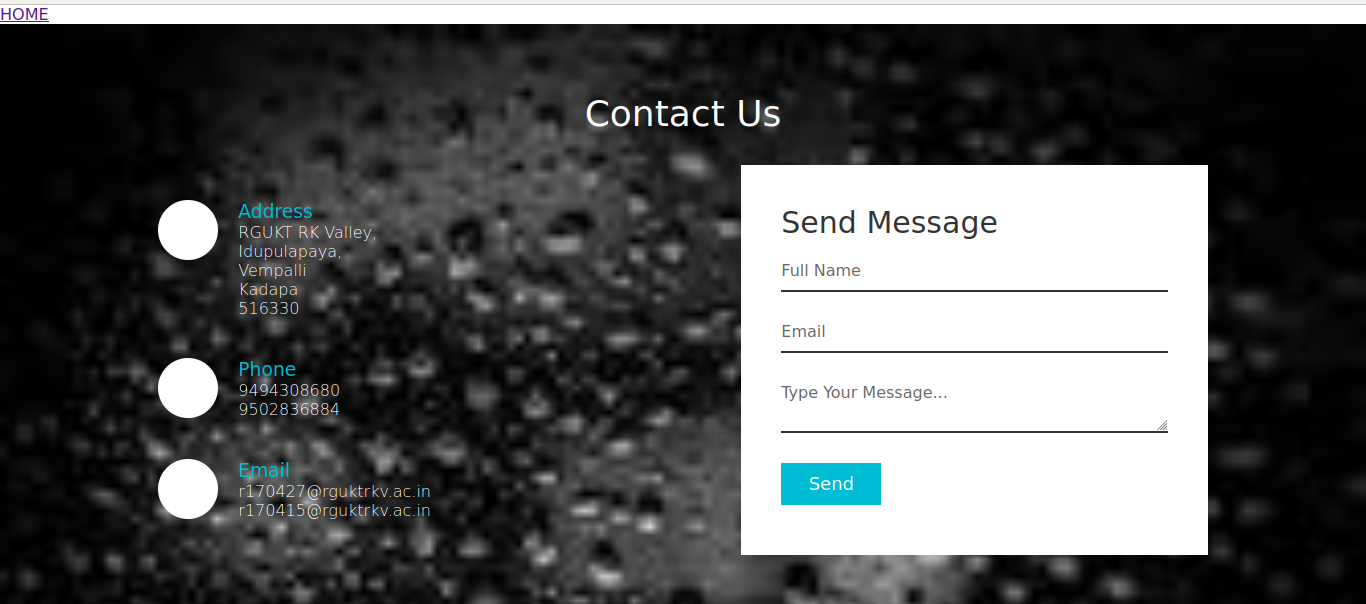 HOME
Contact Us
Address
RGUKT RK Valley,
Idupulapaya,
Vempalli
Kadapa
516330
Phone
9494308680
9502836884
Email
r170427@rguktrkv.ac.in
r170415@rguktrkv.ac.in
Send Message
Full Name
Email
Type Your Message...
Send